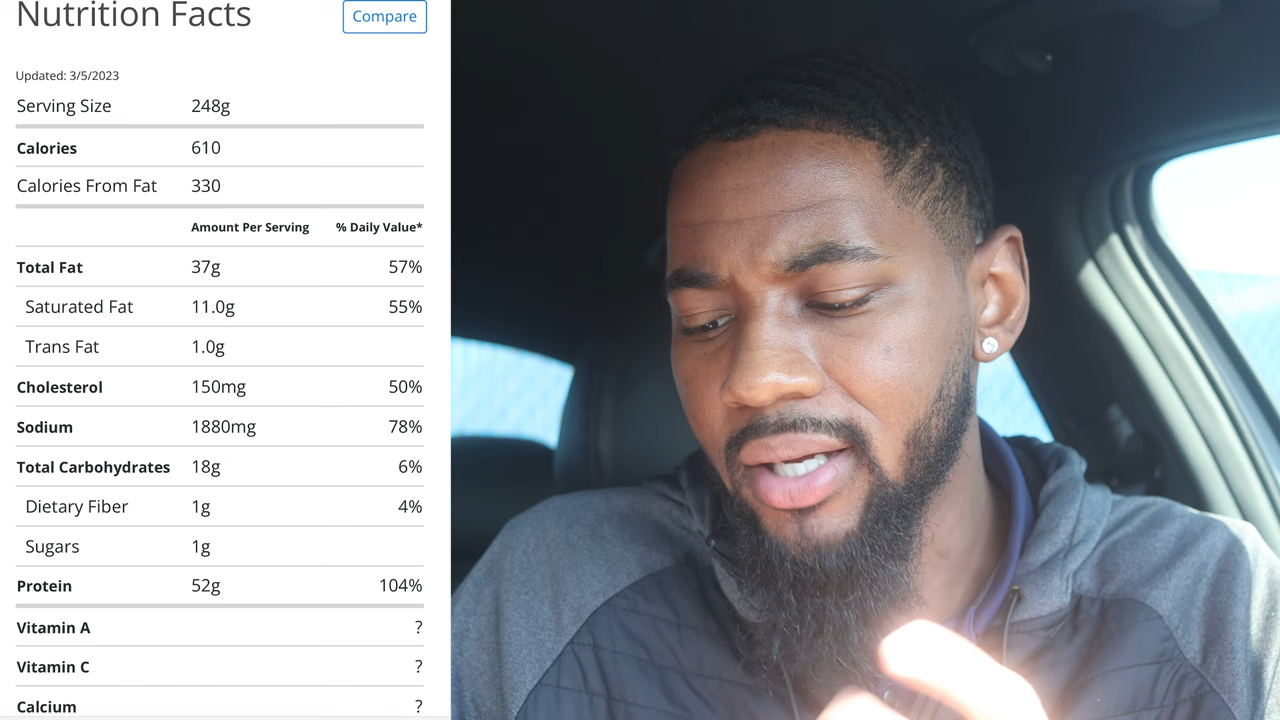 Nutrition Facts
Compare
Updated: 3/5/2023
Serving Size 248g
Calories 610
Calories From Fat 330
Amount Per Serving % Daily Value*
Total Fat 37g 57%
Saturated Fat 11.0g 55%
Trans Fat 1.0g
Cholesterol 150mg 50%
Sodium 1880mg 78%
Total Carbohydrates 18g 6%
Dietary Fiber 1g 4%
Sugars 1g
Protein 52g 104%
Vitamin A ?
Vitamin C ?
Calcium ?